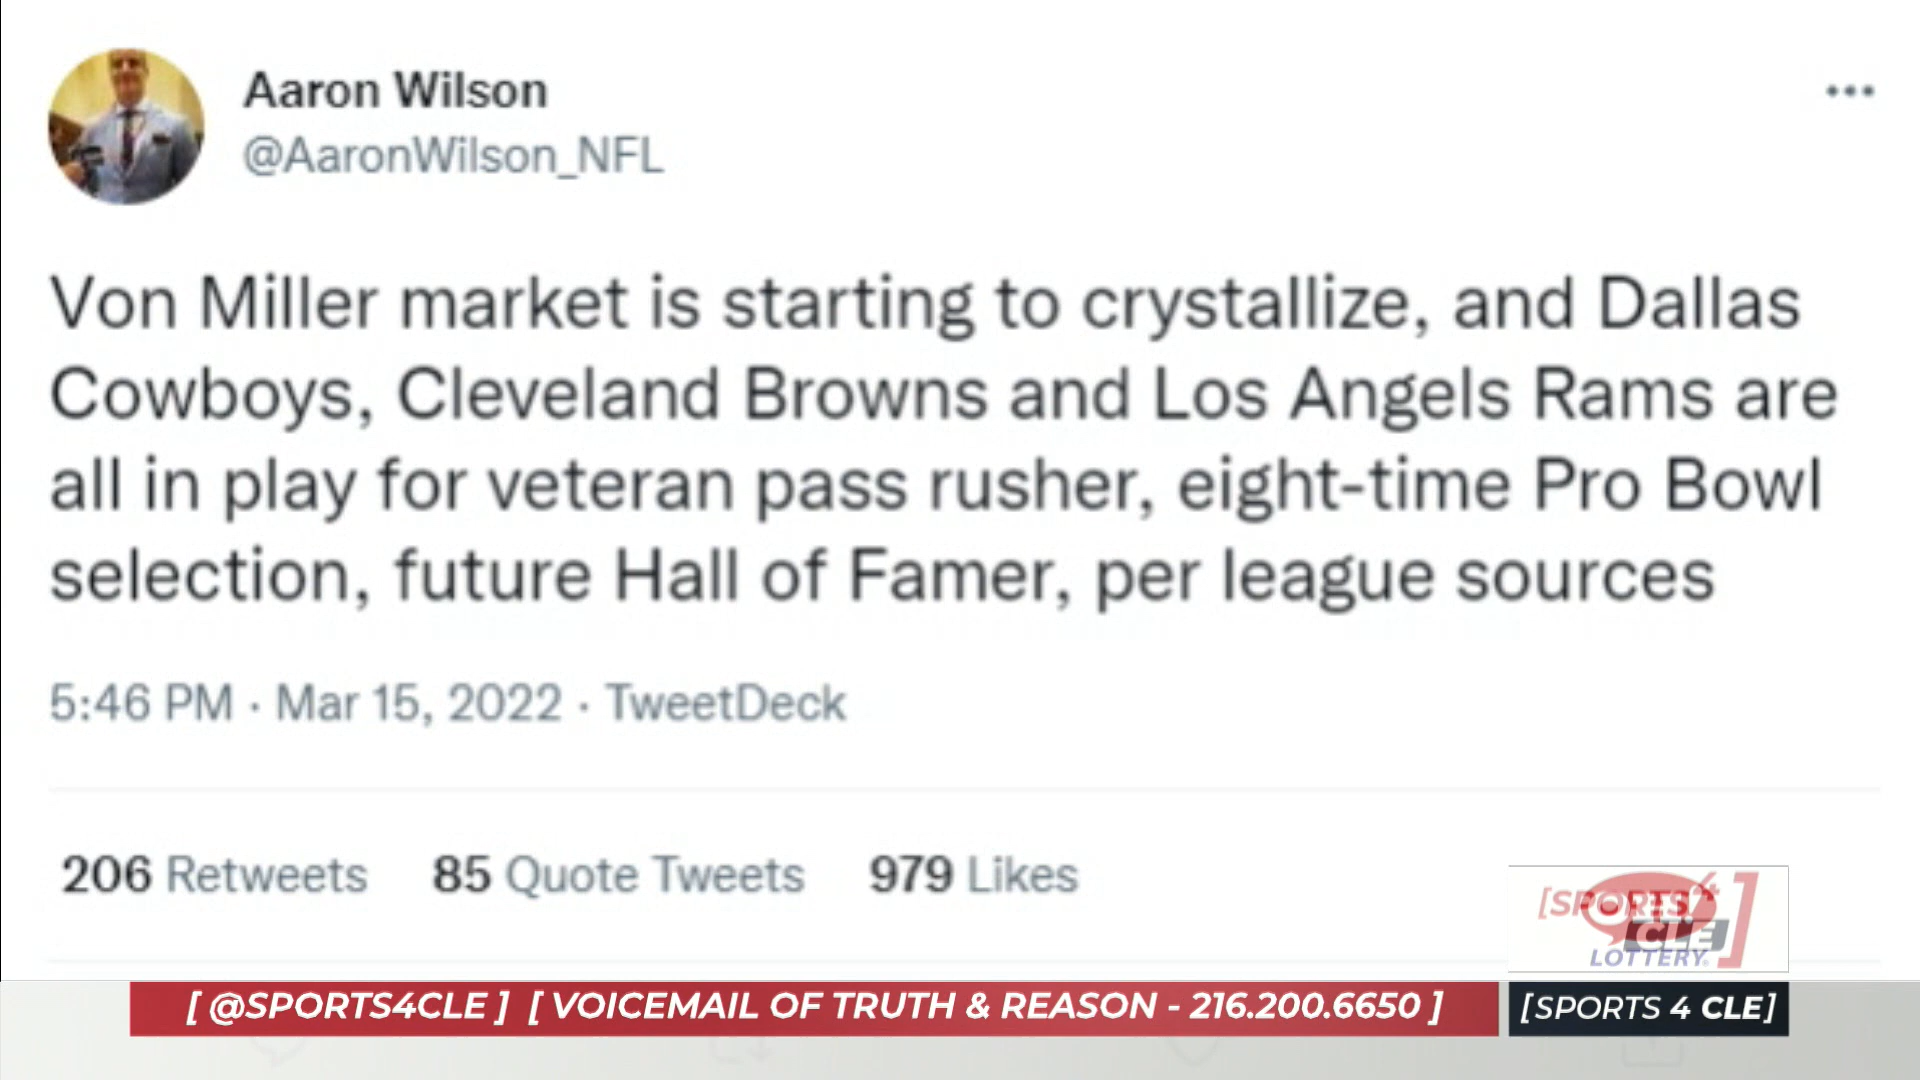 Aaron Wilson
@AaronWilson_NFL
Von Miller market is starting to crystallize, and Dallas
Cowboys, Cleveland Browns and Los Angels Rams are
all in play for veteran pass rusher, eight-time Pro Bowl
selection, future Hall of Famer, per league sources
5:46 PM · Mar 15, 2022 · TweetDeck
206 Retweets 85 Quote Tweets 979 Likes
CLE
LOTTERY
[ @SPORTS4CLE ] [ VOICEMAIL OF TRUTH & REASON - 216.200.6650 ]
[SPORTS 4 CLE]